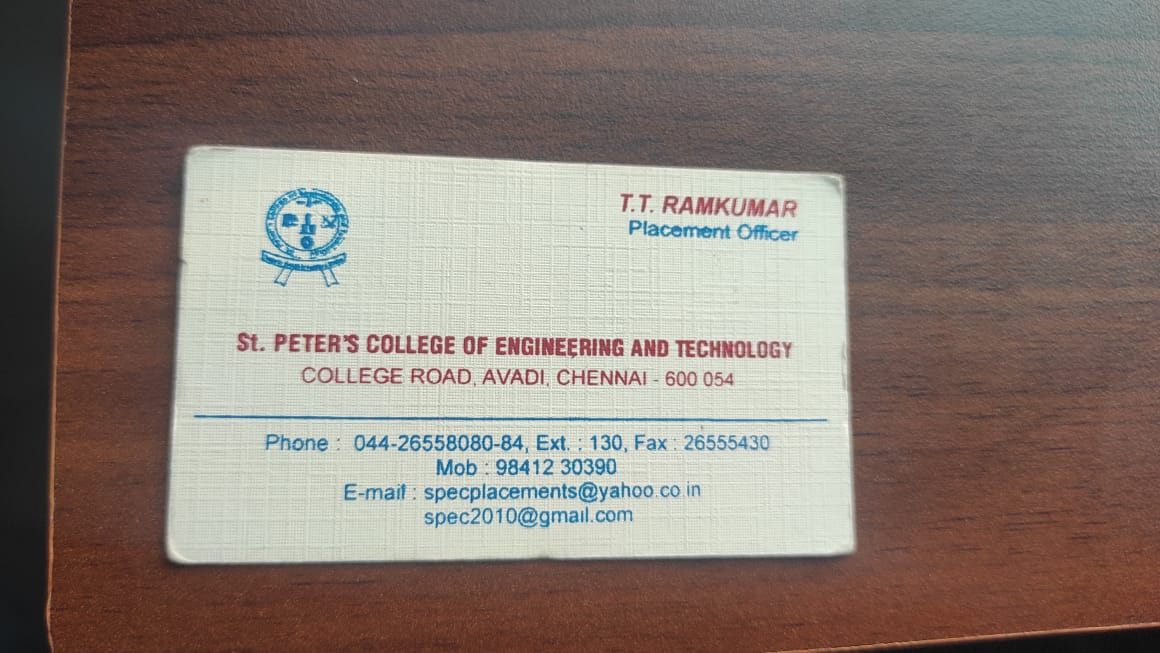 T.T. RAMKUMAR
Placement Officer
St. PETER'S COLLEGE OF ENGINEERING AND TECHNOLOGY
COLLEGE ROAD, AVADI, CHENNAI - 600 054
Phone : 044-26558080-84, Ext. : 130, Fax : 26555430
Mob : 98412 30390
E-mail : specplacements@yahoo.co.in
spec2010@gmail.com